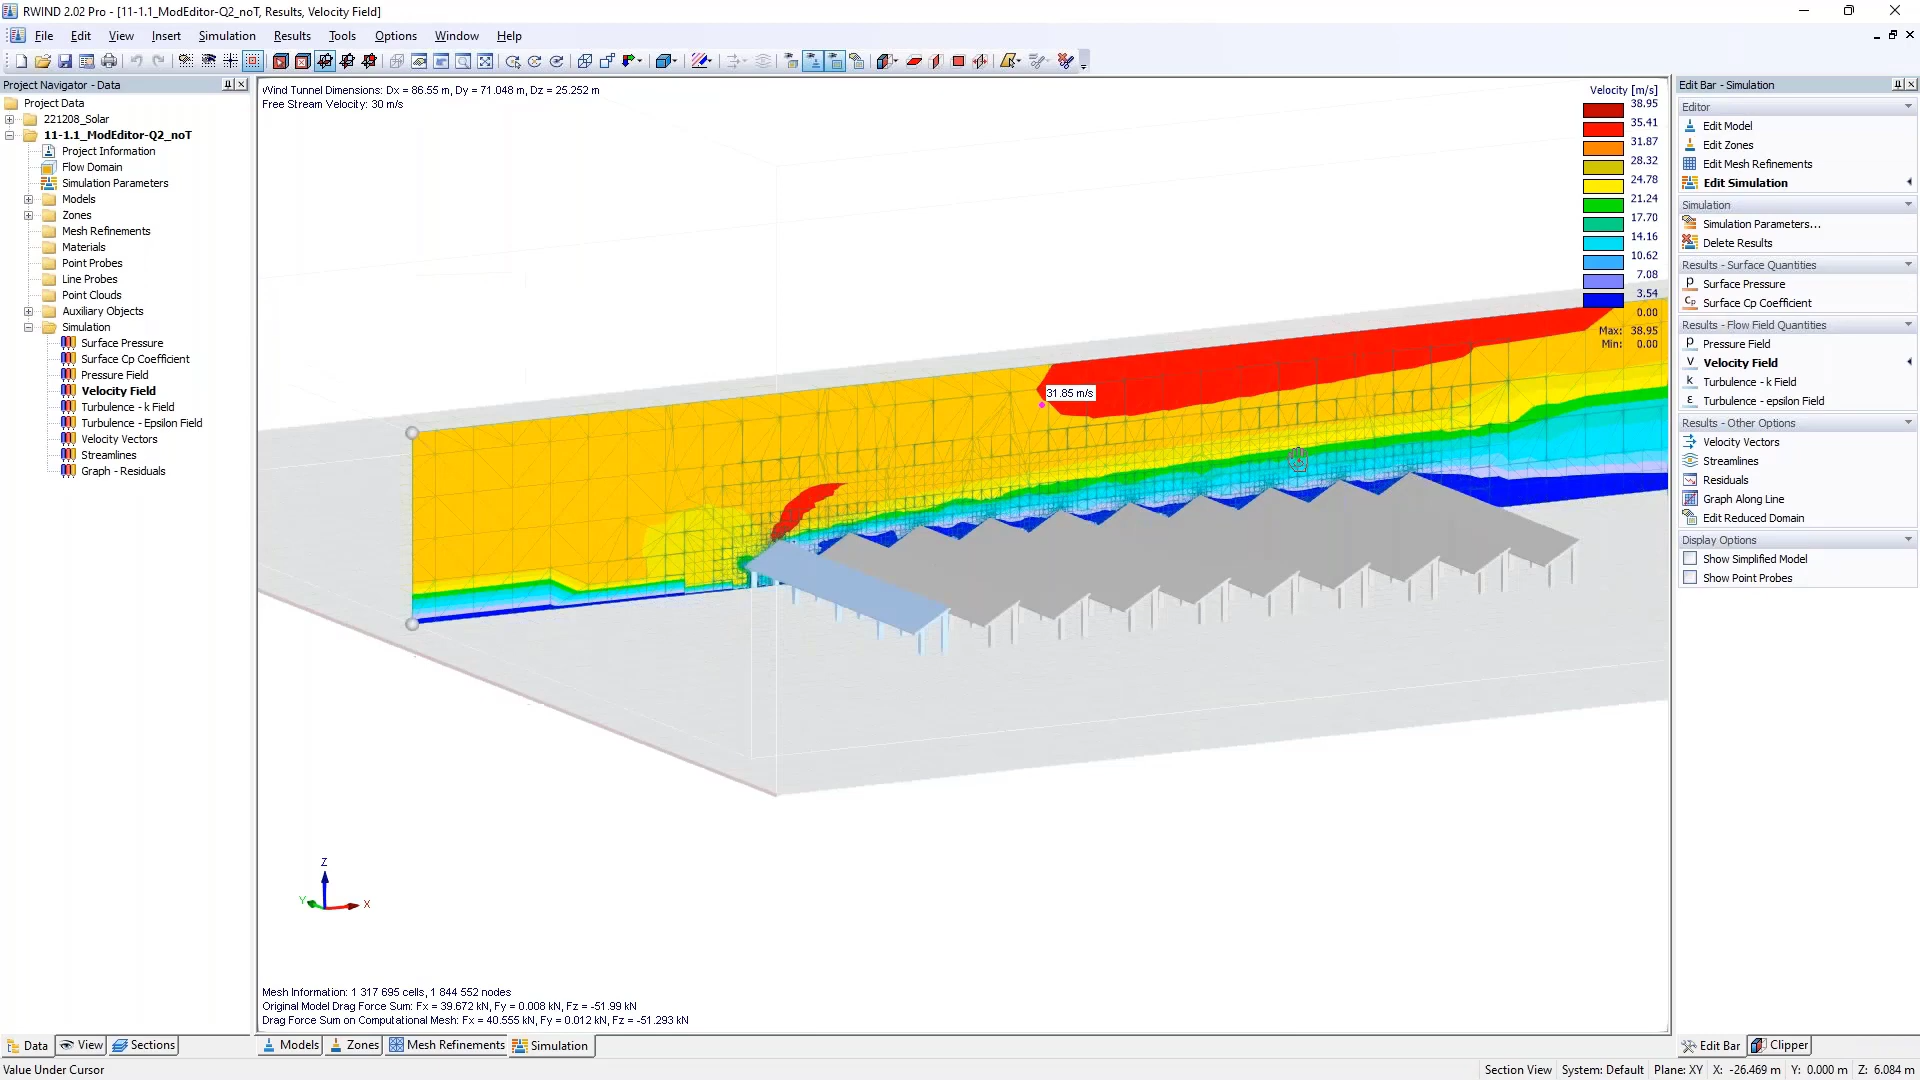 RWIND 2.02 Pro - [11-1.1_ModEditor-Q2_noT, Results, Velocity Field]
File Edit View Insert Simulation Results Tools Options Window Help
Project Navigator - Data
Project Data
221208_Solar
11-1.1_ModEditor-Q2_noT
Project Information
Flow Domain
Simulation Parameters
Models
Zones
Mesh Refinements
Materials
Point Probes
Line Probes
Point Clouds
Auxiliary Objects
Simulation
Surface Pressure
Surface Cp Coefficient
Pressure Field
Velocity Field
Turbulence - k Field
Turbulence - Epsilon Field
Velocity Vectors
Streamlines
Graph - Residuals
Data View Sections
Wind Tunnel Dimensions: Dx = 86.55 m, Dy = 71.048 m, Dz = 25.252 m
Free Stream Velocity: 30 m/s
Velocity [m/s]
38.95
35.41
31.87
28.32
24.78
21.24
17.70
14.16
10.62
7.08
3.54
0.00
Max: 38.95
Min: 0.00
31.85 m/s
Z
Y
X
Mesh Information: 1 317 695 cells, 1 844 552 nodes
Original Model Drag Force Sum: Fx = 39.672 kN, Fy = 0.008 kN, Fz = -51.99 kN
Drag Force Sum on Computational Mesh: Fx = 40.555 kN, Fy = 0.012 kN, Fz = -51.293 kN
Models Zones Mesh Refinements Simulation
Edit Bar - Simulation
Editor
Edit Model
Edit Zones
Edit Mesh Refinements
Edit Simulation
Simulation
Simulation Parameters...
Delete Results
Results - Surface Quantities
p Surface Pressure
Cp Surface Cp Coefficient
Results - Flow Field Quantities
p Pressure Field
v Velocity Field
k Turbulence - k Field
ε Turbulence - epsilon Field
Results - Other Options
Velocity Vectors
Streamlines
Residuals
Graph Along Line
Edit Reduced Domain
Display Options
Show Simplified Model
Show Point Probes
Edit Bar Clipper
Value Under Cursor
Section View System: Default Plane: XY X: -26.469 m Y: 0.000 m Z: 6.084 m